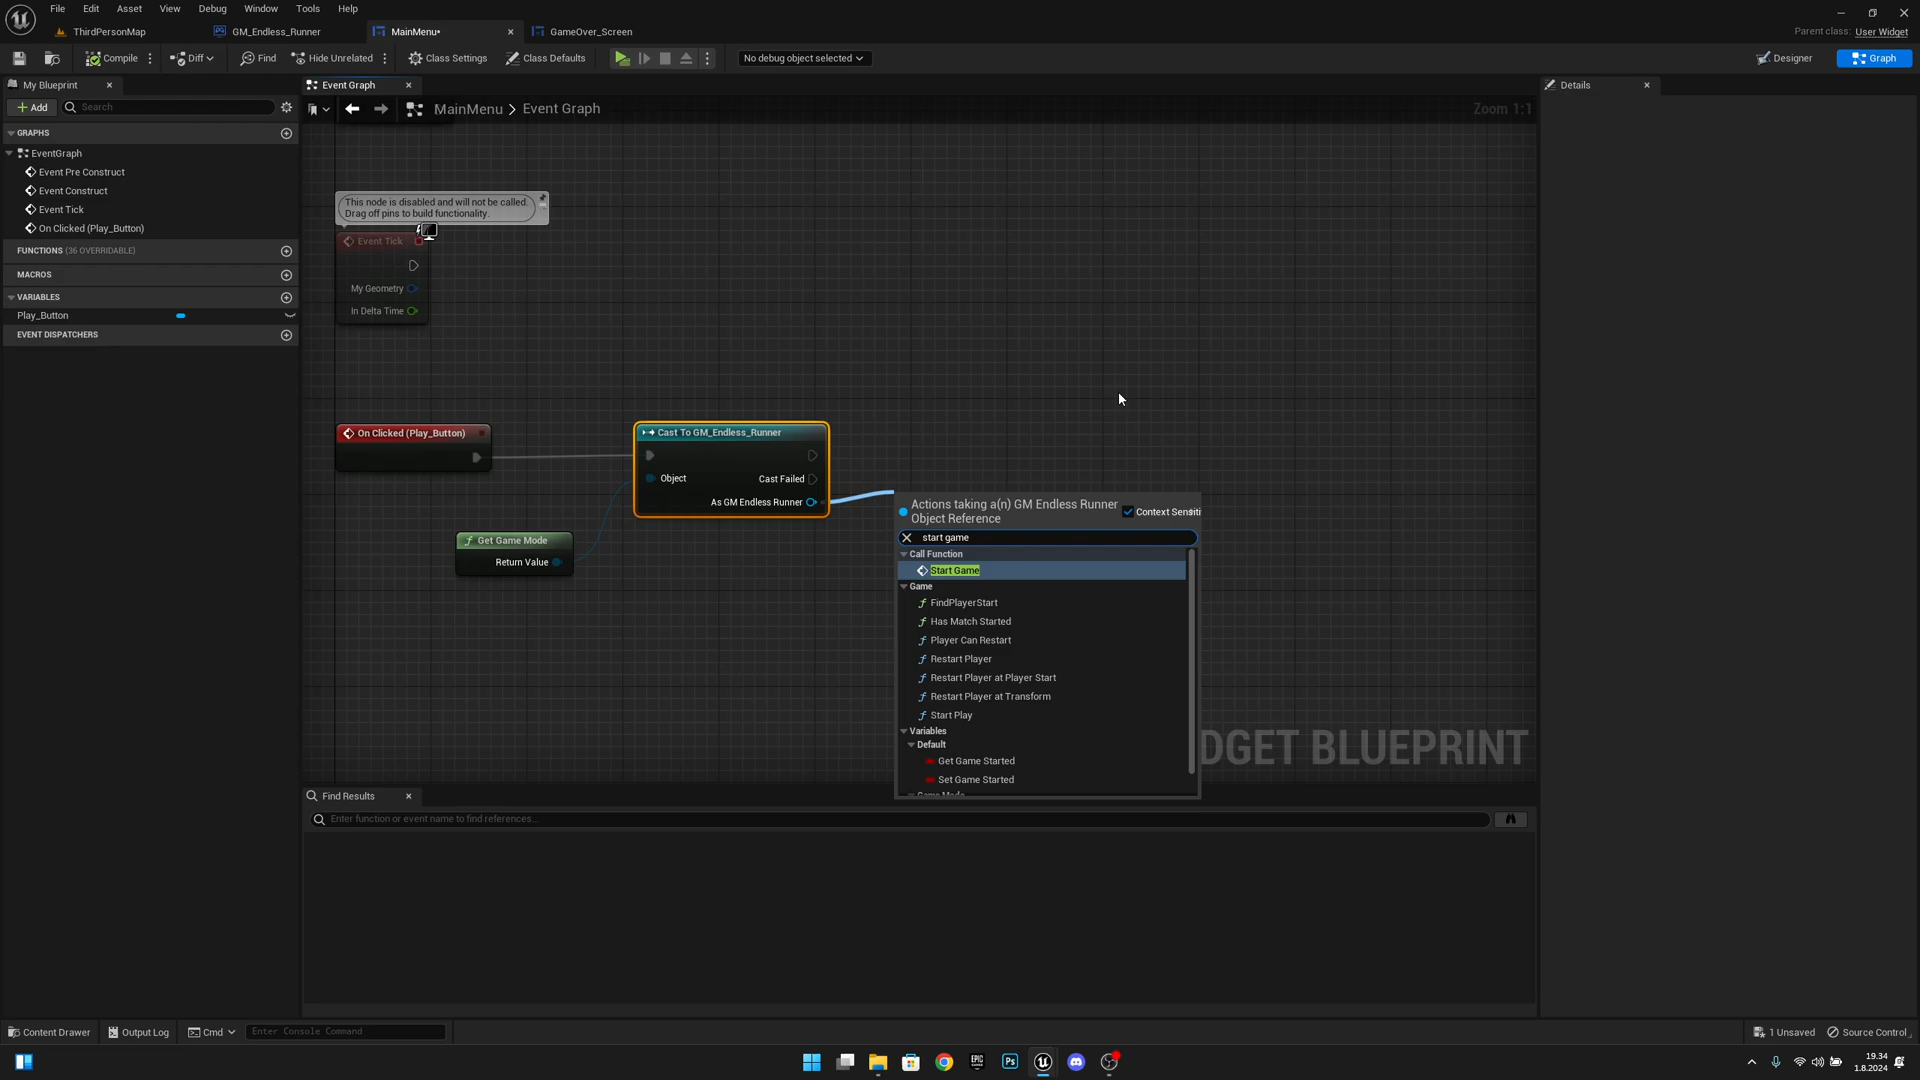 File Edit Asset View Debug Window Tools Help
ThirdPersonMap
GM_Endless_Runner
MainMenu•
GameOver_Screen
Parent class: User Widget
Compile
Diff
Find
Hide Unrelated
Class Settings
Class Defaults
No debug object selected
Designer
Graph
My Blueprint
Event Graph
Details
Add
Search
MainMenu > Event Graph
Zoom 1:1
GRAPHS
EventGraph
Event Pre Construct
Event Construct
Event Tick
On Clicked (Play_Button)
FUNCTIONS (36 OVERRIDABLE)
MACROS
VARIABLES
Play_Button
EVENT DISPATCHERS
This node is disabled and will not be called.
Drag off pins to build functionality.
Event Tick
My Geometry
In Delta Time
On Clicked (Play_Button)
Cast To GM_Endless_Runner
Object
Cast Failed
As GM Endless Runner
Get Game Mode
Return Value
Actions taking a(n) GM Endless Runner
Object Reference
Context Sensiti
start game
Call Function
Start Game
Game
FindPlayerStart
Has Match Started
Player Can Restart
Restart Player
Restart Player at Player Start
Restart Player at Transform
Start Play
Variables
Default
Get Game Started
Set Game Started
Game Mode
DGET BLUEPRINT
Find Results
Enter function or event name to find references...
Content Drawer
Output Log
Cmd
Enter Console Command
1 Unsaved
Source Control
EPIC
Ps
19.34
1.8.2024